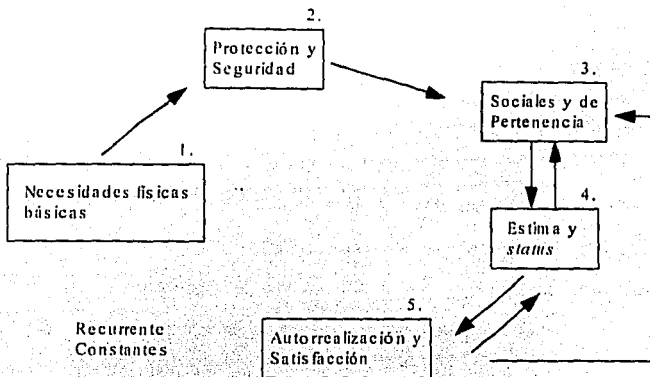 2.
Protección y
Seguridad
3.
Sociales y de
Pertenencia
1.
Necesidades físicas
básicas
4.
Estima y
status
5.
Autorrealización y
Satisfacción
Recurrente
Constantes